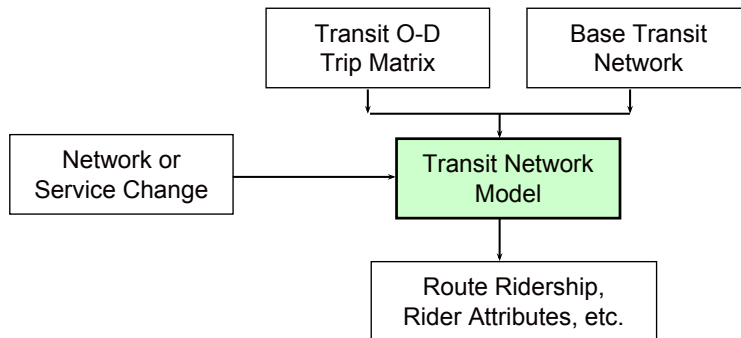 Transit O-D
Trip Matrix
Base Transit
Network
Network or
Service Change
Transit Network
Model
Route Ridership,
Rider Attributes, etc.